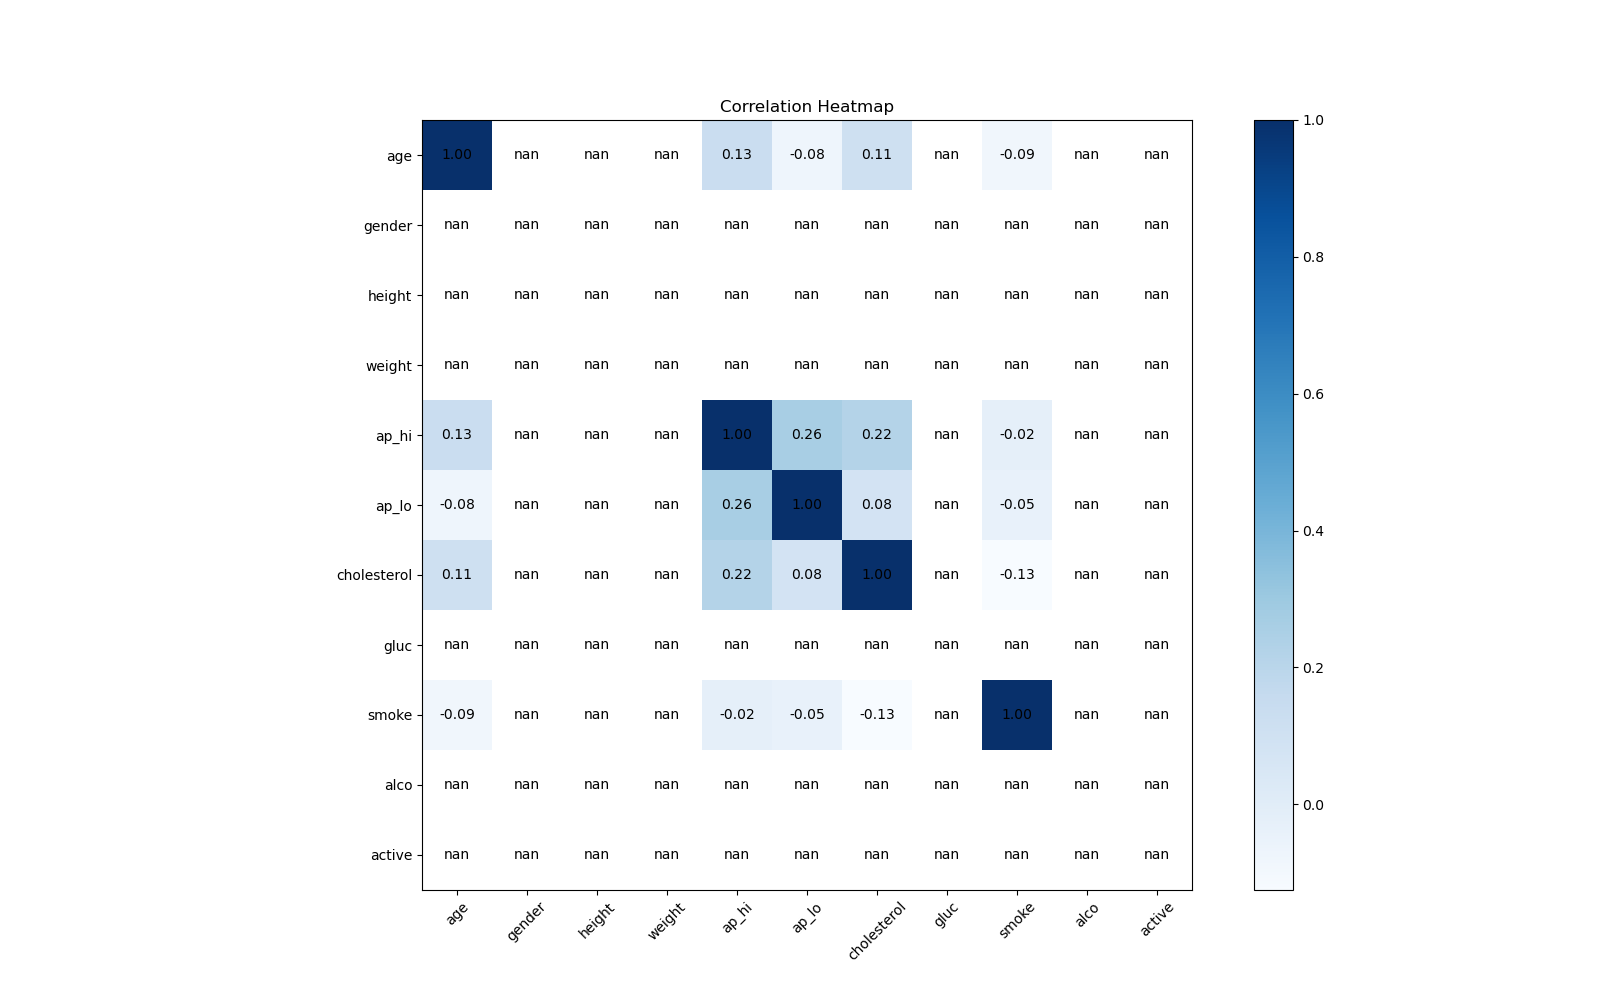 Correlation Heatmap
age 1.00 nan nan nan 0.13 -0.08 0.11 nan -0.09 nan nan
gender nan nan nan nan nan nan nan nan nan nan nan
height nan nan nan nan nan nan nan nan nan nan nan
weight nan nan nan nan nan nan nan nan nan nan nan
ap_hi 0.13 nan nan nan 1.00 0.26 0.22 nan -0.02 nan nan
ap_lo -0.08 nan nan nan 0.26 1.00 0.08 nan -0.05 nan nan
cholesterol 0.11 nan nan nan 0.22 0.08 1.00 nan -0.13 nan nan
gluc nan nan nan nan nan nan nan nan nan nan nan
smoke -0.09 nan nan nan -0.02 -0.05 -0.13 nan 1.00 nan nan
alco nan nan nan nan nan nan nan nan nan nan nan
active nan nan nan nan nan nan nan nan nan nan nan
age gender height weight ap_hi ap_lo cholesterol gluc smoke alco active
1.0
0.8
0.6
0.4
0.2
0.0